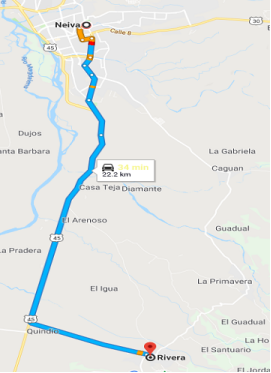 Neiva
Calle 8
45
30
Dujos
anta Barbara
La Gabriela
Caguan
34 min
22.2 km
Casa Teja
Diamante
El Arenoso
Guadual
45
La Pradera
La Primavera
El Igua
45
Quindio
El Guadual
La Ho
El Santuario
Rivera
El Jorda